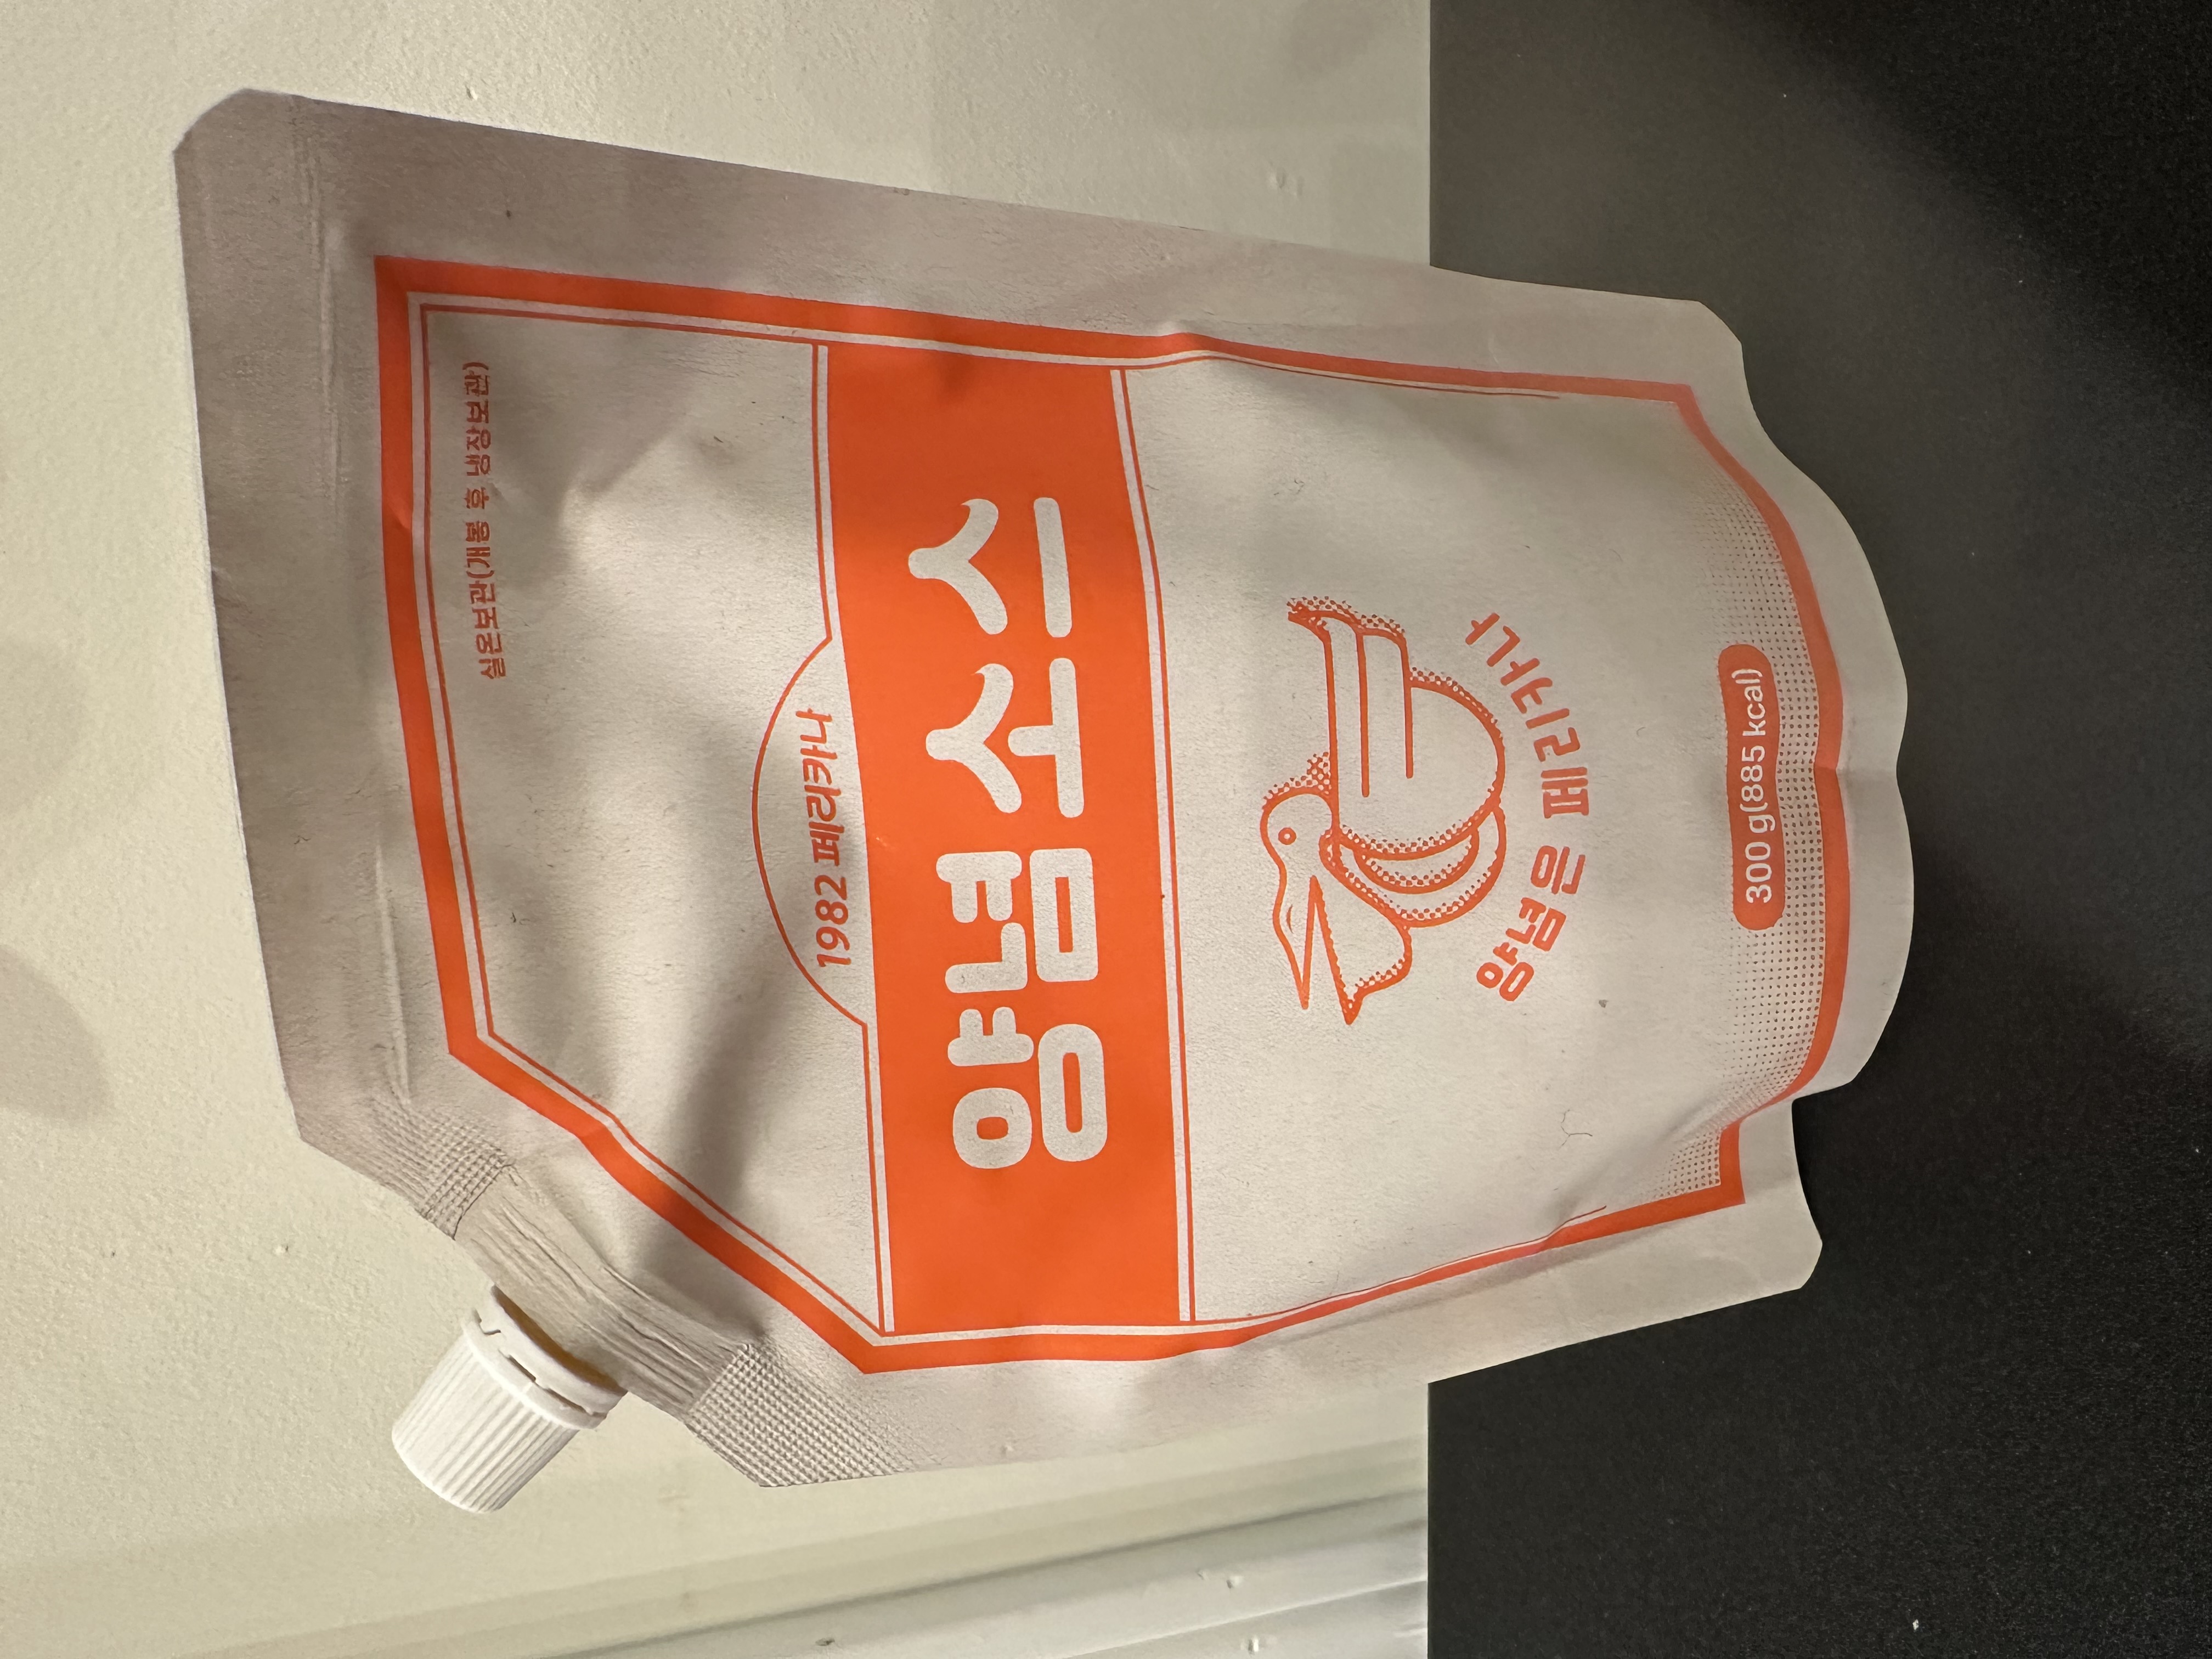 실온보관(개봉 후 냉장보관)
1982 페리카나
양념소스
양념은 페리카나
300 g(885 kcal)